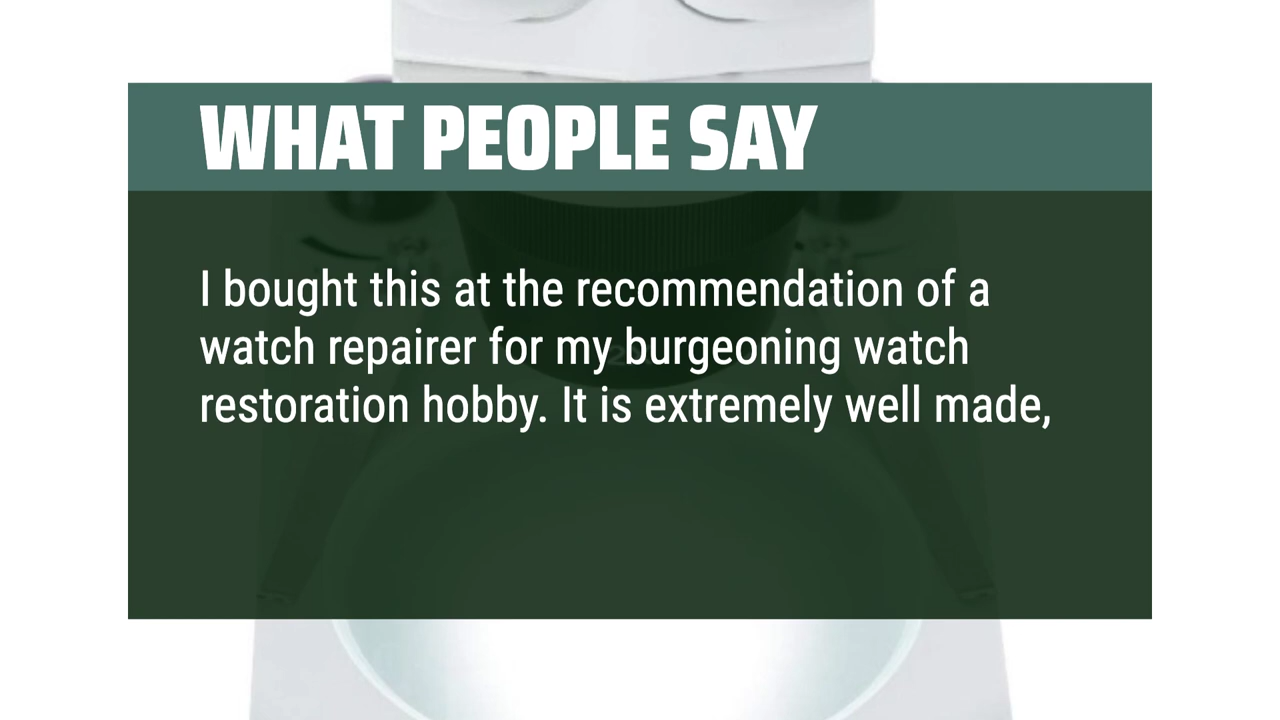 WHAT PEOPLE SAY
I bought this at the recommendation of a
watch repairer for my burgeoning watch
restoration hobby. It is extremely well made,